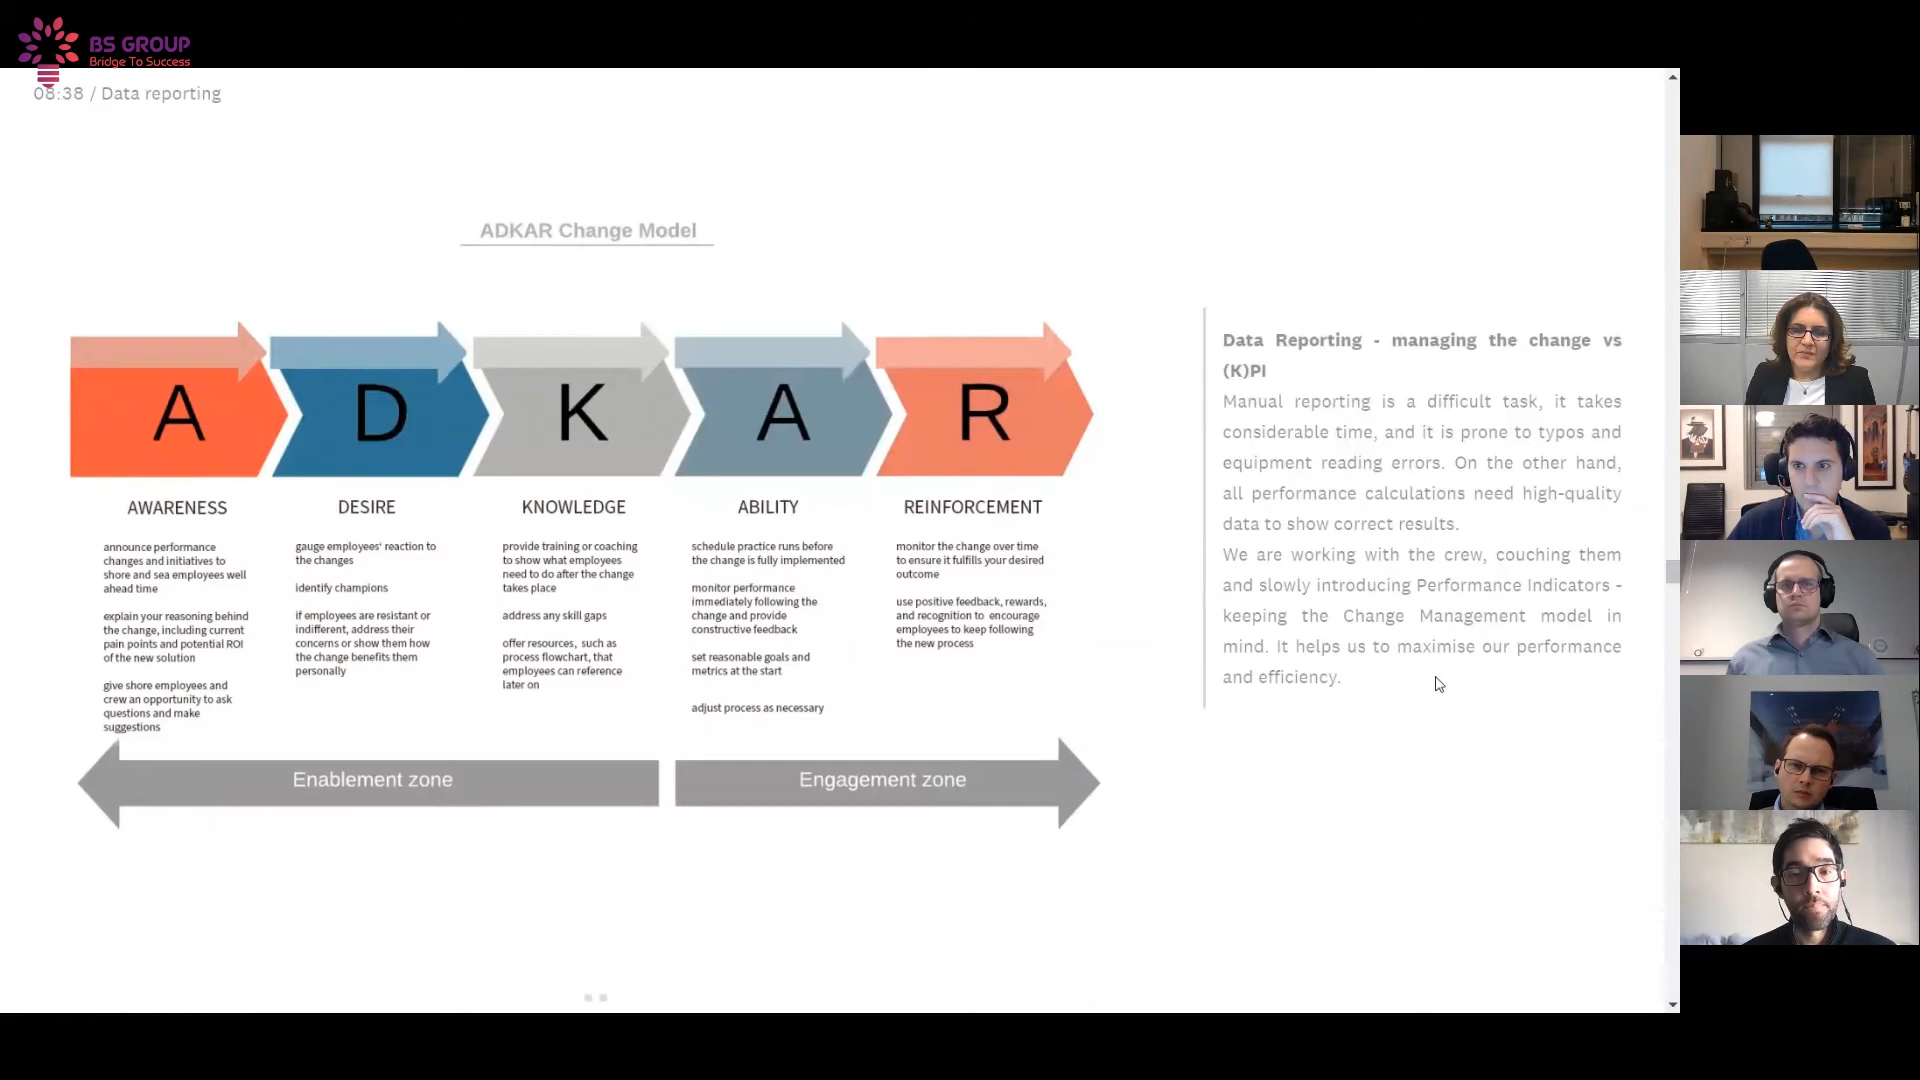 BS GROUP
Bridge To Success
08:38 / Data reporting
ADKAR Change Model
A
D
K
A
R
AWARENESS
announce performance
changes and initiatives to
shore and sea employees well
ahead time
explain your reasoning behind
the change, including current
pain points and potential ROI
of the new solution
give shore employees and
crew an opportunity to ask
questions and make
suggestions
DESIRE
gauge employees' reaction to
the changes
identify champions
if employees are resistant or
indifferent, address their
concerns or show them how
the change benefits them
personally
KNOWLEDGE
provide training or coaching
to show what employees
need to do after the change
takes place
address any skill gaps
offer resources, such as
process flowchart, that
employees can reference
later on
ABILITY
schedule practice runs before
the change is fully implemented
monitor performance
immediately following the
change and provide
constructive feedback
set reasonable goals and
metrics at the start
adjust process as necessary
REINFORCEMENT
monitor the change over time
to ensure it fulfills your desired
outcome
use positive feedback, rewards,
and recognition to encourage
employees to keep following
the new process
Enablement zone
Engagement zone
Data Reporting - managing the change vs
(K)PI
Manual reporting is a difficult task, it takes
considerable time, and it is prone to typos and
equipment reading errors. On the other hand,
all performance calculations need high-quality
data to show correct results.
We are working with the crew, couching them
and slowly introducing Performance Indicators -
keeping the Change Management model in
mind. It helps us to maximise our performance
and efficiency.